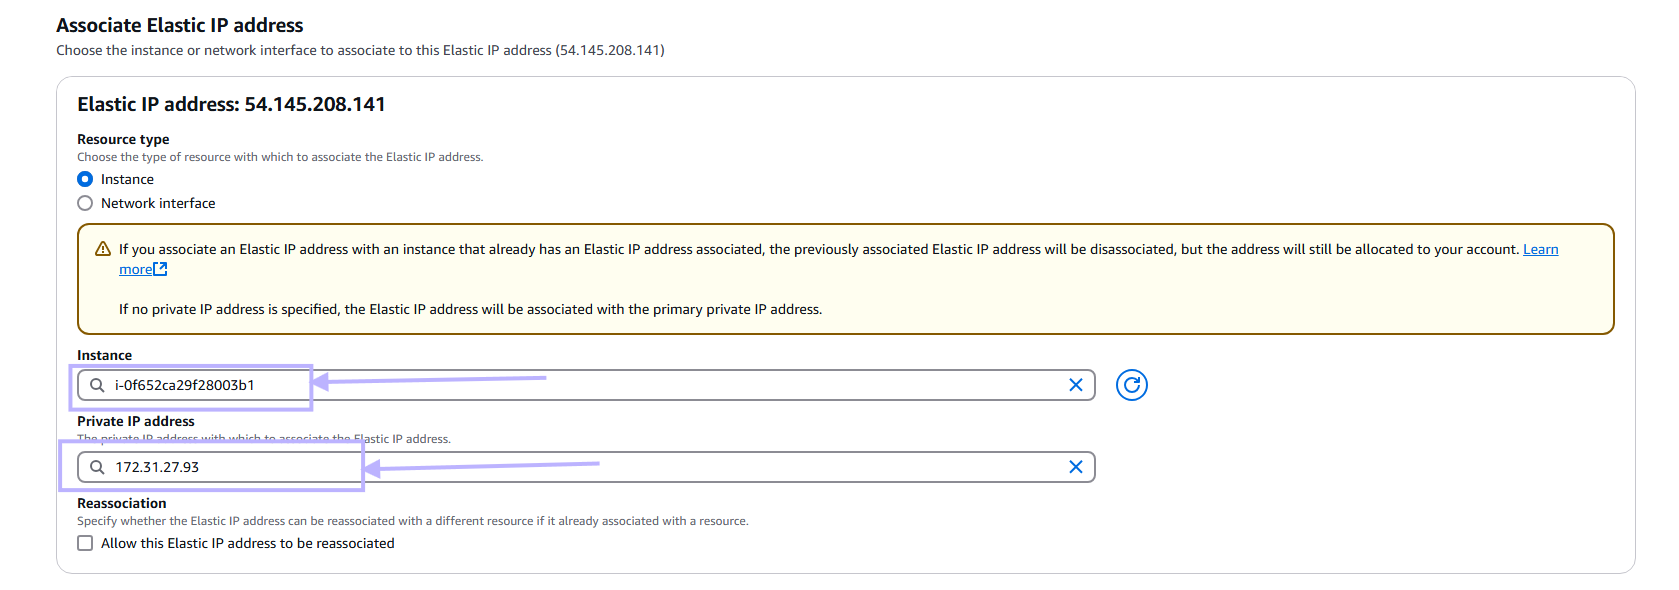 Associate Elastic IP address
Choose the instance or network interface to associate to this Elastic IP address (54.145.208.141)
Elastic IP address: 54.145.208.141
Resource type
Choose the type of resource with which to associate the Elastic IP address.
Instance
Network interface
If you associate an Elastic IP address with an instance that already has an Elastic IP address associated, the previously associated Elastic IP address will be disassociated, but the address will still be allocated to your account. Learn
more
If no private IP address is specified, the Elastic IP address will be associated with the primary private IP address.
Instance
i-0f652ca29f28003b1
Private IP address
The private IP address with which to associate the Elastic IP address.
172.31.27.93
Reassociation
Specify whether the Elastic IP address can be reassociated with a different resource if it already associated with a resource.
Allow this Elastic IP address to be reassociated